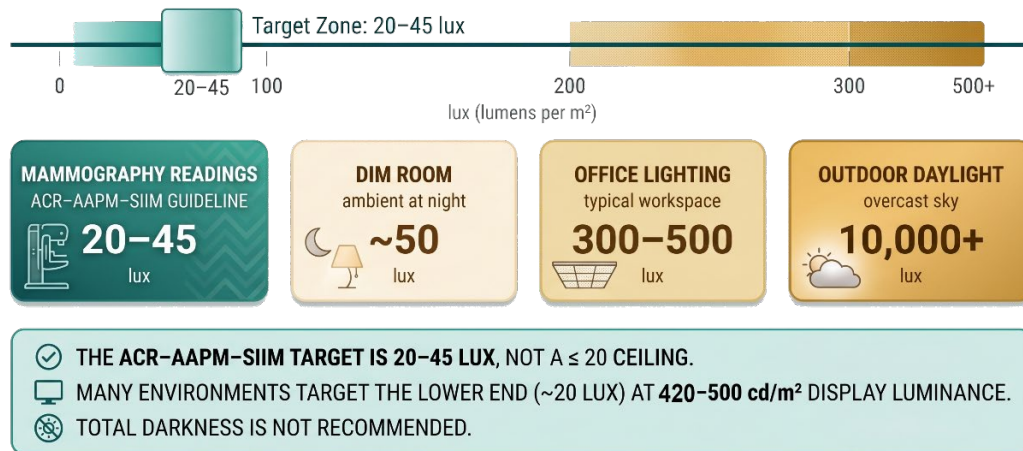 Target Zone: 20–45 lux
0 20–45 100 200 300 500+
lux (lumens per m²)
MAMMOGRAPHY READINGS
ACR–AAPM–SIIM GUIDELINE
20–45
lux
DIM ROOM
ambient at night
~50
lux
OFFICE LIGHTING
typical workspace
300–500
lux
OUTDOOR DAYLIGHT
overcast sky
10,000+
lux
THE ACR–AAPM–SIIM TARGET IS 20–45 LUX, NOT A ≤ 20 CEILING.
MANY ENVIRONMENTS TARGET THE LOWER END (~20 LUX) AT 420–500 cd/m² DISPLAY LUMINANCE.
TOTAL DARKNESS IS NOT RECOMMENDED.